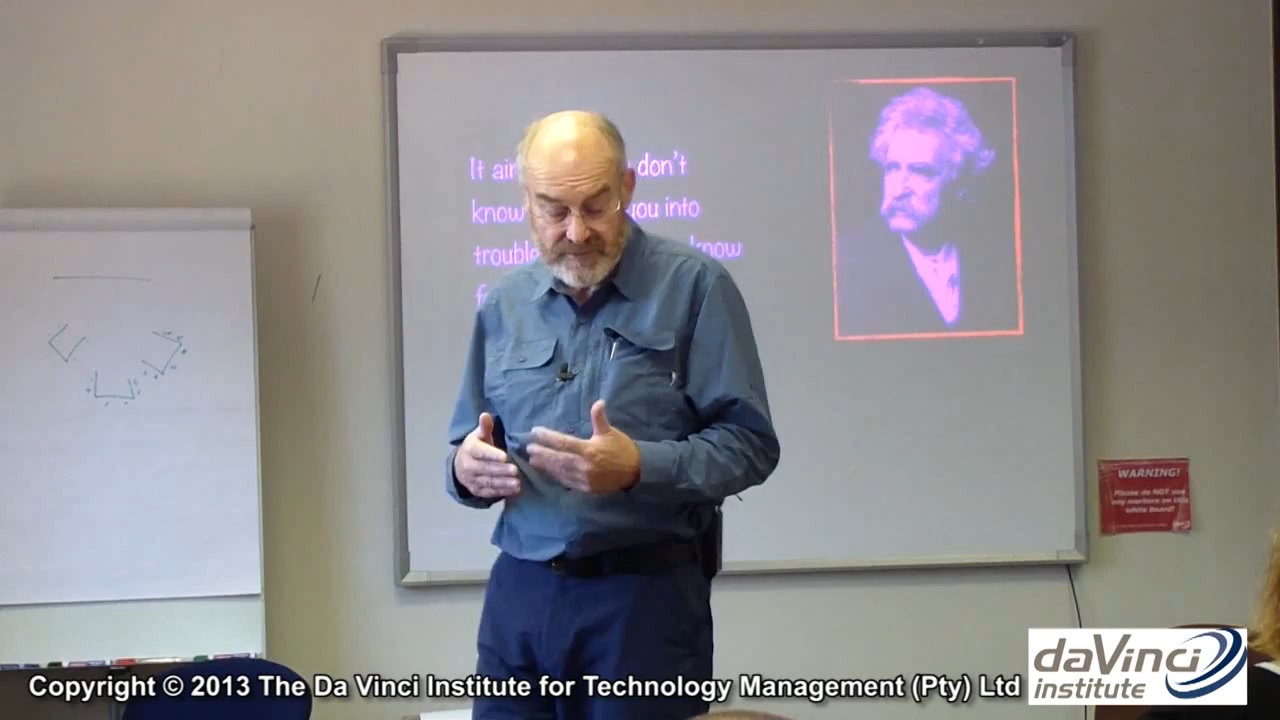 It ain don't
know you into
trouble know
WARNING!
Please do NOT use
any markers on this
White Board!
daVinci
institute
Copyright © 2013 The Da Vinci Institute for Technology Management (Pty) Ltd